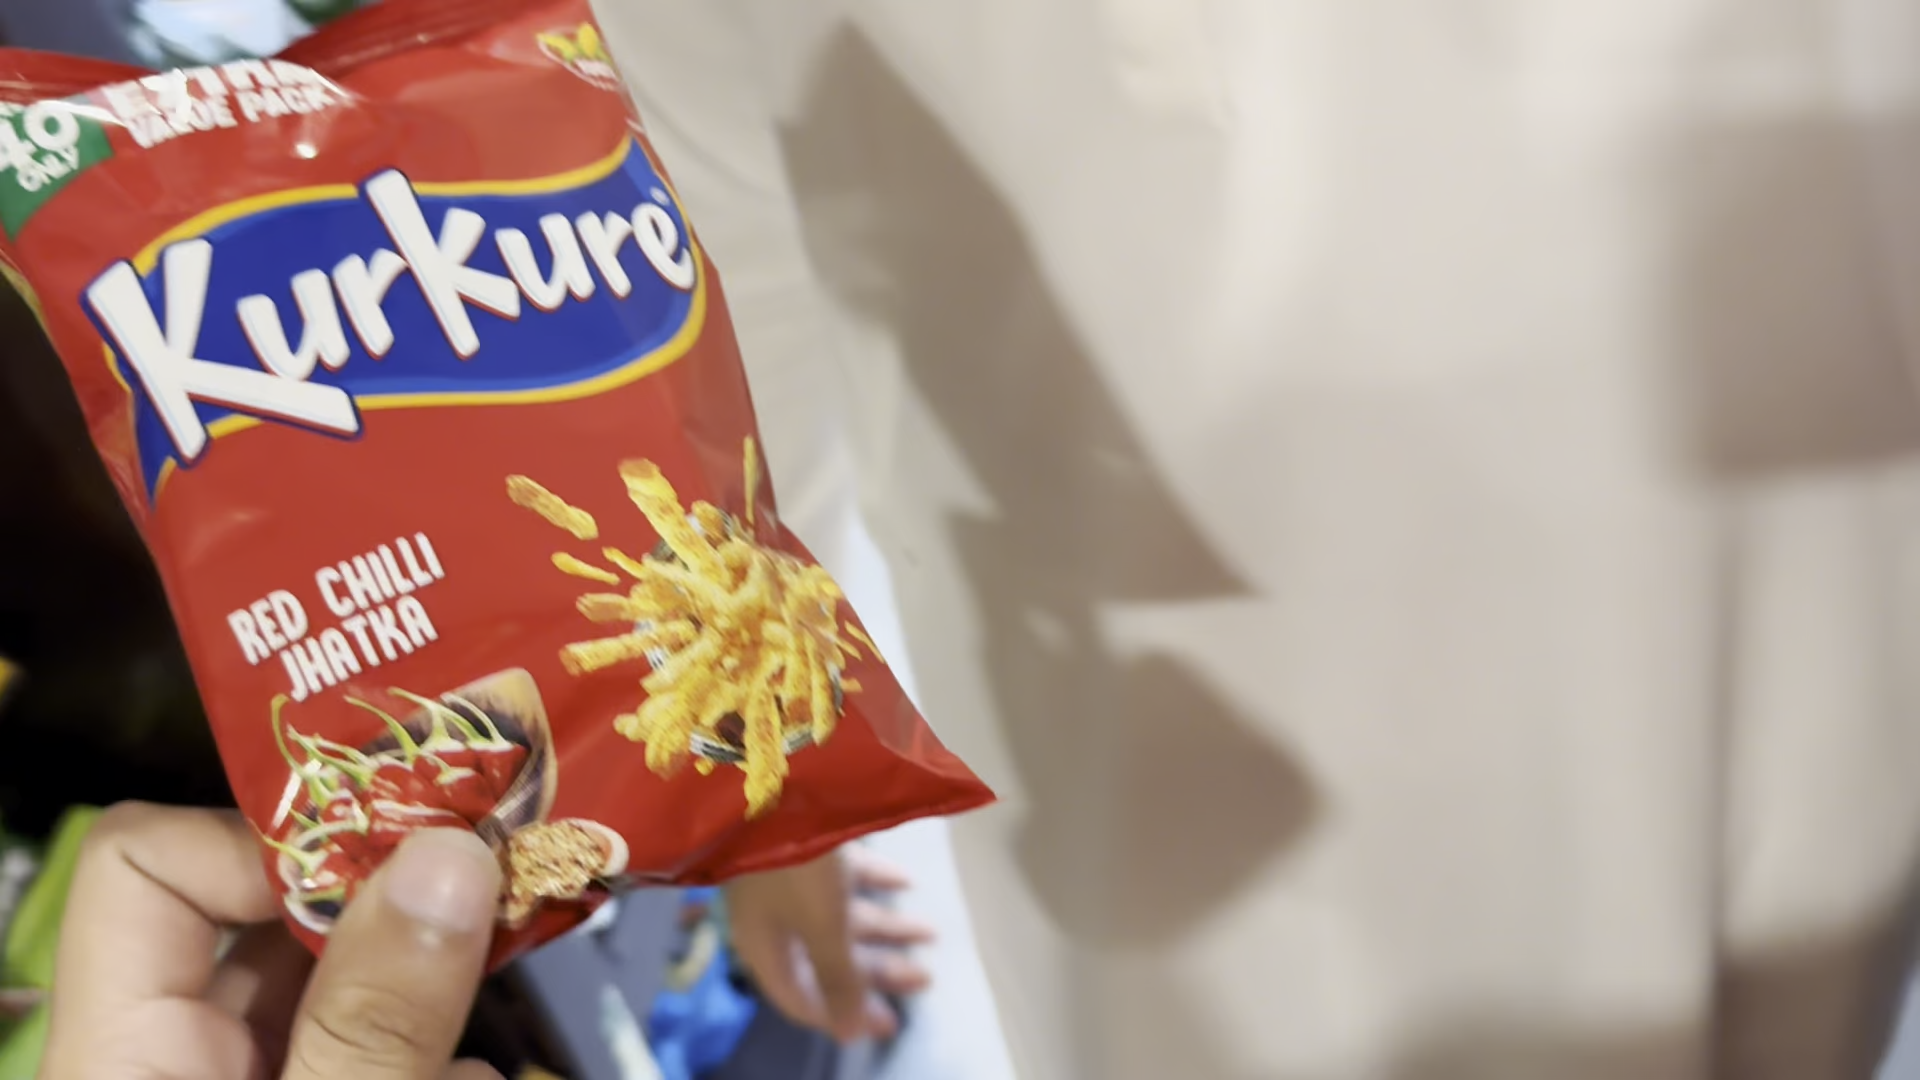 40
ONLY
EXTRA
VALUE PACK
Kurkure
RED CHILLI
JHATKA